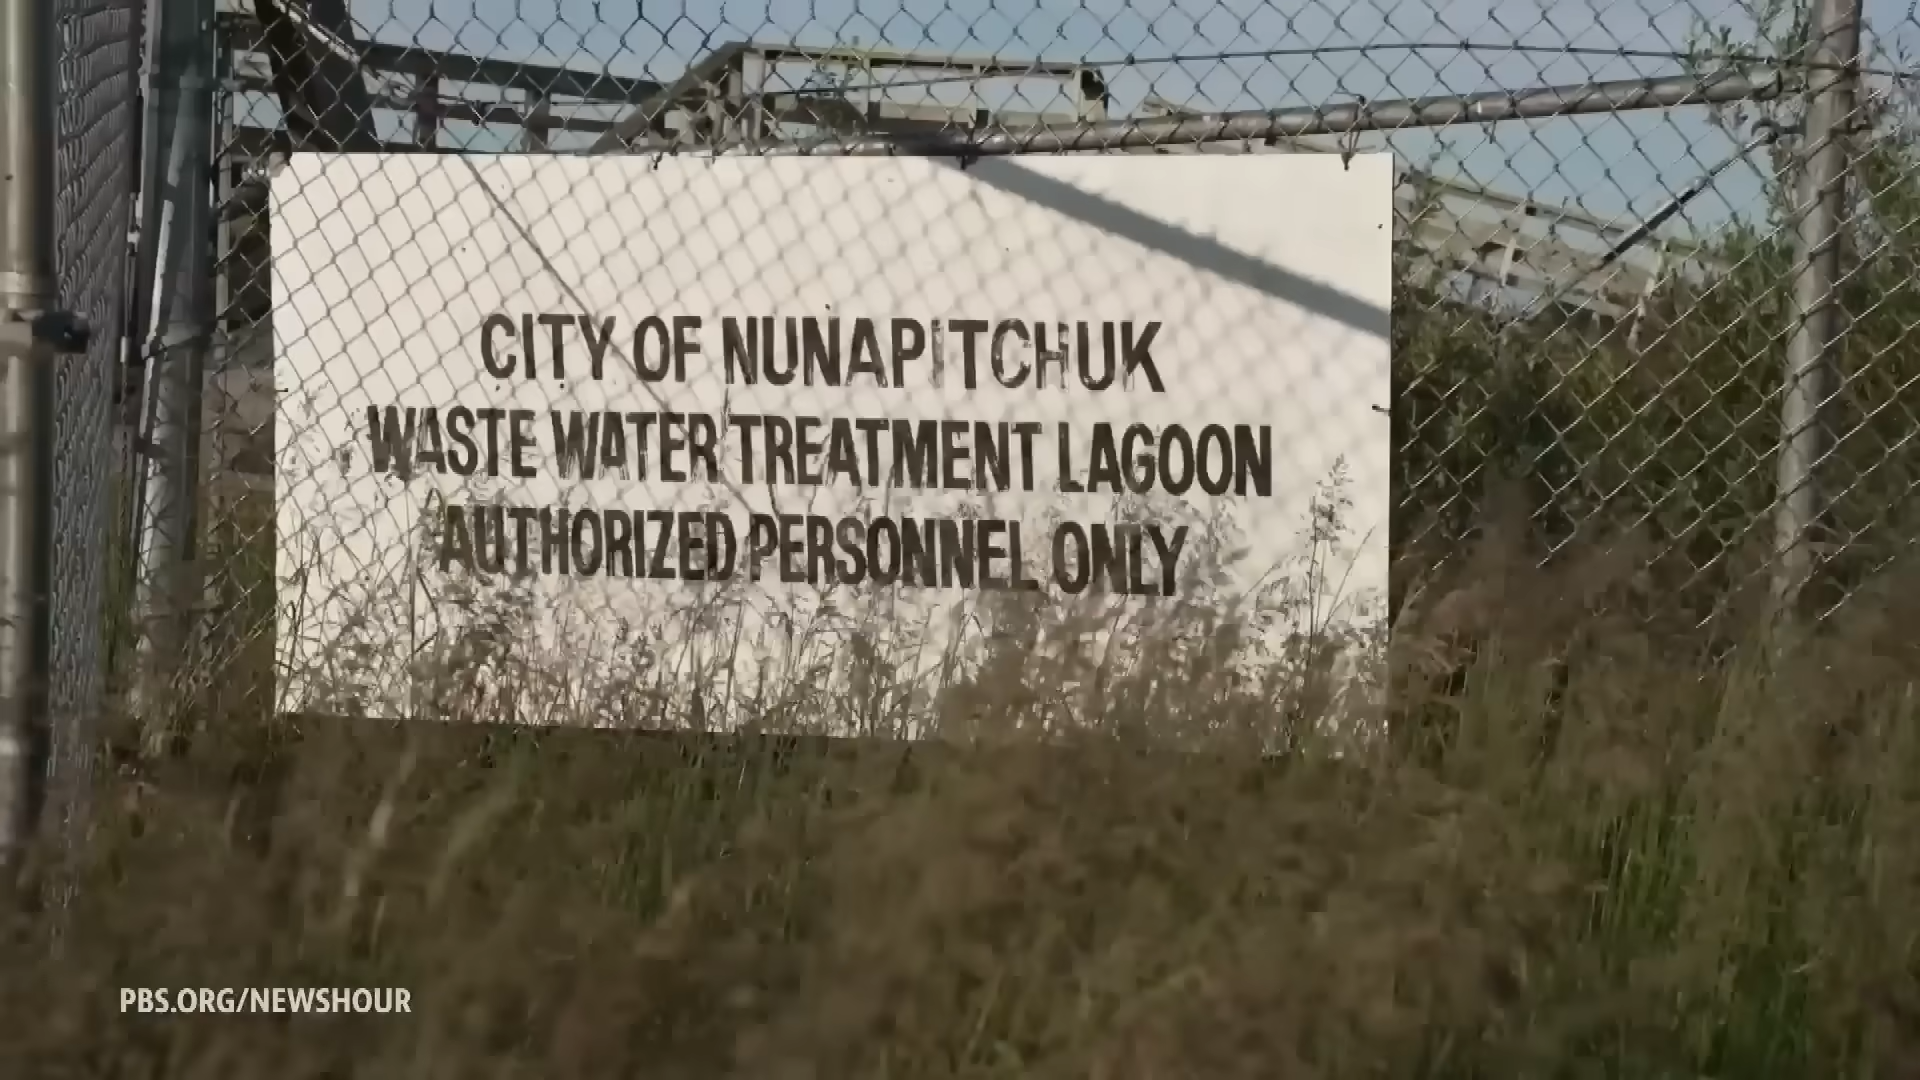 CITY OF NUNAPITCHUK
WASTE WATER TREATMENT LAGOON
AUTHORIZED PERSONNEL ONLY
PBS.ORG/NEWSHOUR